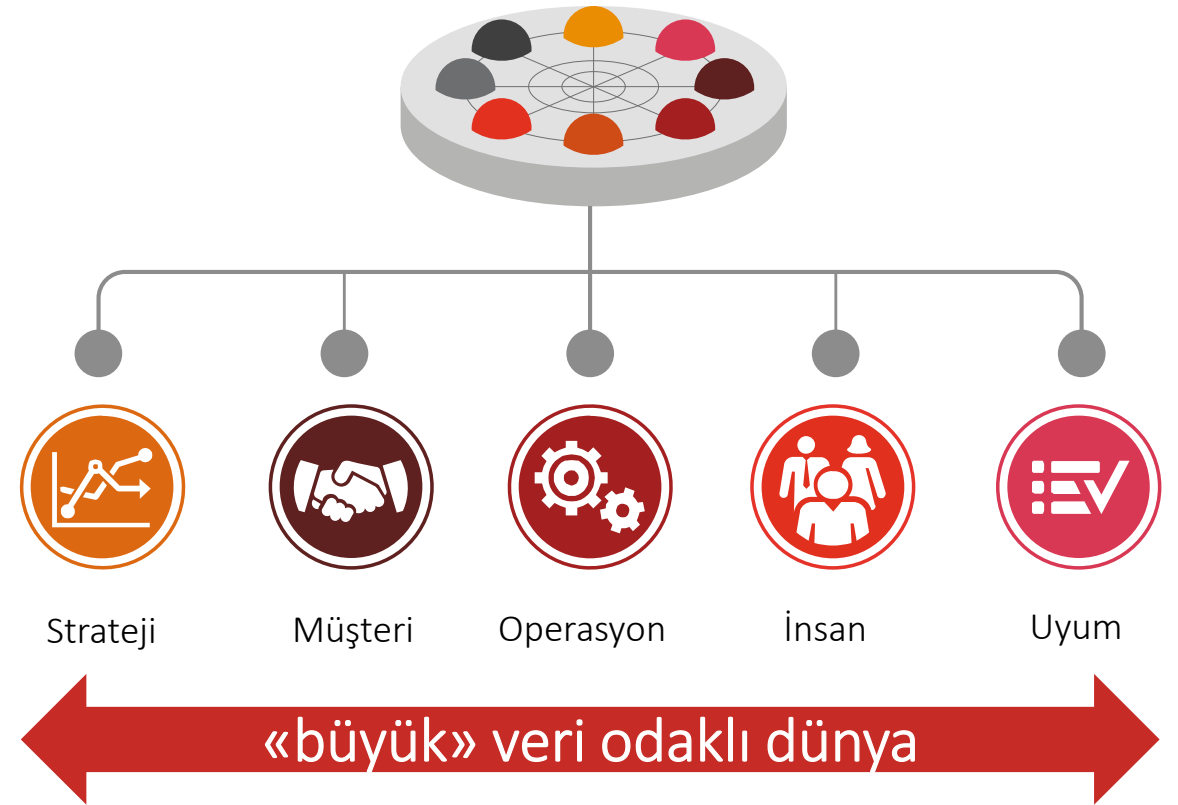 Strateji
Müşteri
Operasyon
İnsan
Uyum
«büyük» veri odaklı dünya